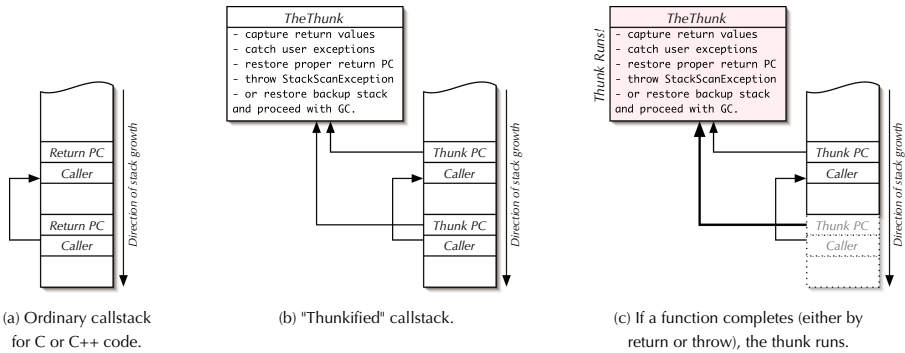 Return PC
Caller
Return PC
Caller
Direction of stack growth
(a) Ordinary callstack
for C or C++ code.
TheThunk
- capture return values
- catch user exceptions
- restore proper return PC
- throw StackScanException
- or restore backup stack
and proceed with GC.
Thunk PC
Caller
Thunk PC
Caller
Direction of stack growth
(b) "Thunkified" callstack.
Thunk Runs!
TheThunk
- capture return values
- catch user exceptions
- restore proper return PC
- throw StackScanException
- or restore backup stack
and proceed with GC.
Thunk PC
Caller
Thunk PC
Caller
Direction of stack growth
(c) If a function completes (either by
return or throw), the thunk runs.